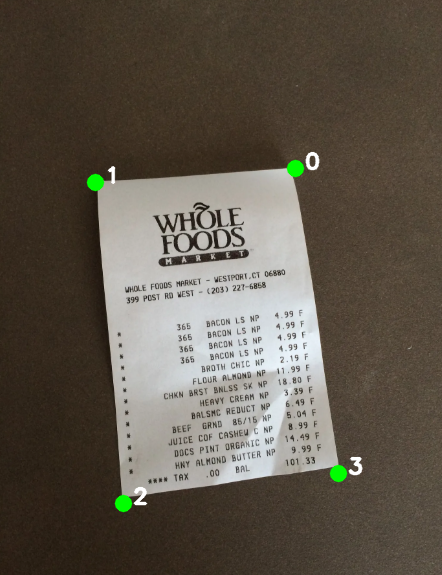 1
0
WHOLE
FOODS
MARKET
WHOLE FOODS MARKET - WESTPORT,CT 06880
399 POST RD WEST - (203) 227-6858
365 BACON LS NP 4.99 F
365 BACON LS NP 4.99 F
365 BACON LS NP 4.99 F
365 BACON LS NP 4.99 F
BROTH CHIC NP 2.19 F
FLOUR ALMOND NP 11.99 F
CHKN BRST BNLSS SK NP 18.80 F
HEAVY CREAM NP 3.39 F
BALSMC REDUCT NP 6.49 F
BEEF GRND 85/15 NP 5.04 F
JUICE COF CASHEW C NP 8.99 F
DOCS PINT ORGANIC NP 14.49 F
HNY ALMOND BUTTER NP 9.99 F
**** TAX .00 BAL 101.33
2
3